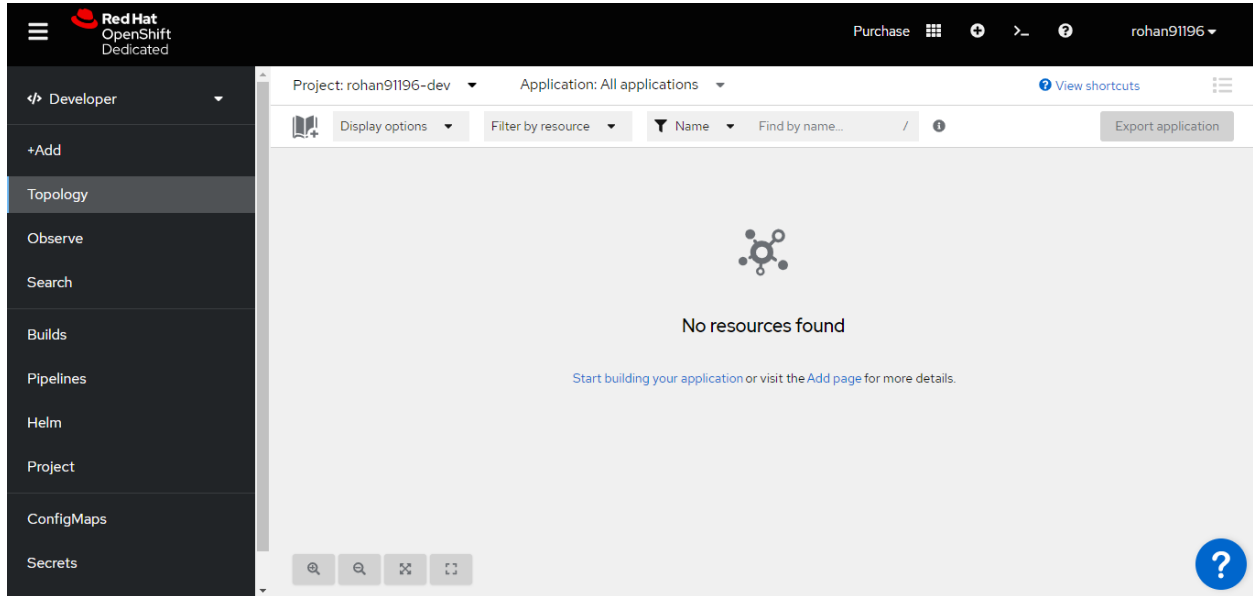 Red Hat
OpenShift
Dedicated
Purchase
rohan91196
Developer
+Add
Topology
Observe
Search
Builds
Pipelines
Helm
Project
ConfigMaps
Secrets
Project: rohan91196-dev
Application: All applications
View shortcuts
Display options
Filter by resource
Name
Find by name...
/
Export application
No resources found
Start building your application or visit the Add page for more details.